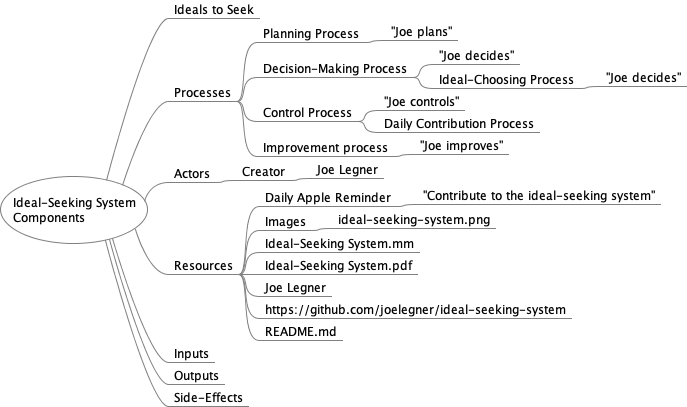 Ideal-Seeking System
Components
Ideals to Seek
Processes
Planning Process
"Joe plans"
Decision-Making Process
"Joe decides"
Ideal-Choosing Process
"Joe decides"
Control Process
"Joe controls"
Daily Contribution Process
Improvement process
"Joe improves"
Actors
Creator
Joe Legner
Resources
Daily Apple Reminder
"Contribute to the ideal-seeking system"
Images
ideal-seeking-system.png
Ideal-Seeking System.mm
Ideal-Seeking System.pdf
Joe Legner
https://github.com/joelegner/ideal-seeking-system
README.md
Inputs
Outputs
Side-Effects